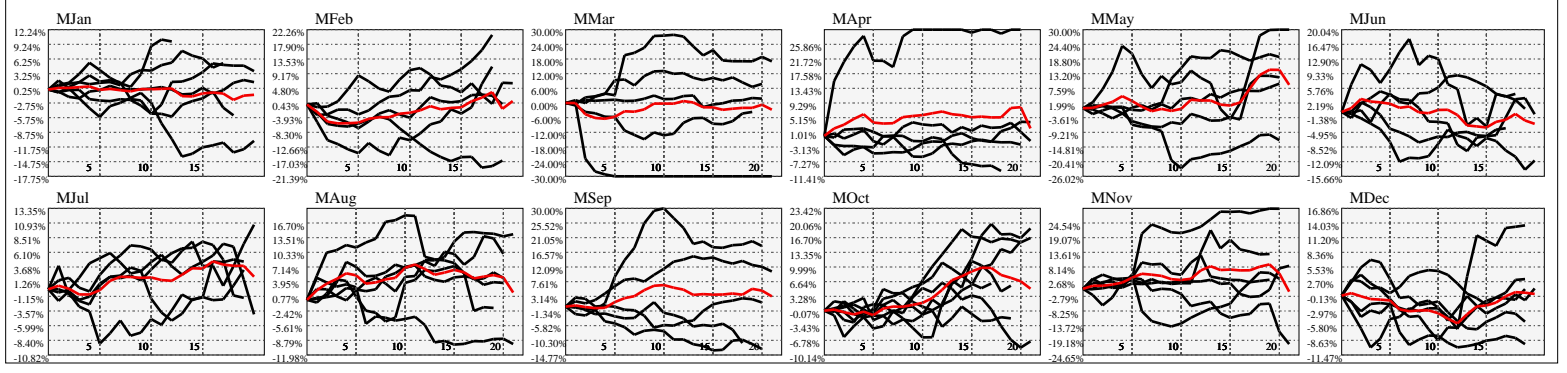 MJan MFeb MMar MApr MMay MJun
12.24% 22.26% 30.00% 30.00% 20.04%
9.24% 17.90% 24.00% 25.86% 24.40% 16.47%
6.25% 13.53% 18.00% 21.72% 18.80% 12.90%
3.25% 9.17% 12.00% 17.57% 13.20% 9.33%
0.25% 4.80% 6.00% 13.43% 7.59% 5.76%
-2.75% 0.43% 0.00% 9.29% 1.99% 2.19%
-5.75% -3.93% -6.00% 5.15% -3.61% -1.38%
-8.75% -8.30% -12.00% 1.01% -9.21% -4.95%
-11.75% -12.66% -18.00% -3.13% -14.81% -8.52%
-14.75% -17.03% -24.00% -7.27% -20.41% -12.09%
-17.75% -21.39% -30.00% -11.41% -26.02% -15.66%
5 10 15 5 10 15 5 10 15 20 5 10 15 20 5 10 15 20 5 10 15
MJul MAug MSep MOct MNov MDec
13.35% 30.00% 23.42% 16.86%
10.93% 16.70% 25.52% 20.06% 24.54% 14.03%
8.51% 13.51% 21.05% 16.70% 19.07% 11.20%
6.10% 10.33% 16.57% 13.35% 13.61% 8.36%
3.68% 7.14% 12.09% 9.99% 8.14% 5.53%
1.26% 3.95% 7.61% 6.64% 2.68% 2.70%
-1.15% 0.77% 3.14% 3.28% -2.79% -0.13%
-3.57% -2.42% -1.34% -0.07% -8.25% -2.97%
-5.99% -5.61% -5.82% -3.43% -13.72% -5.80%
-8.40% -8.79% -10.30% -6.78% -19.18% -8.63%
-10.82% -11.98% -14.77% -10.14% -24.65% -11.47%
5 10 15 5 10 15 20 5 10 15 20 5 10 15 20 5 10 15 20 5 10 15